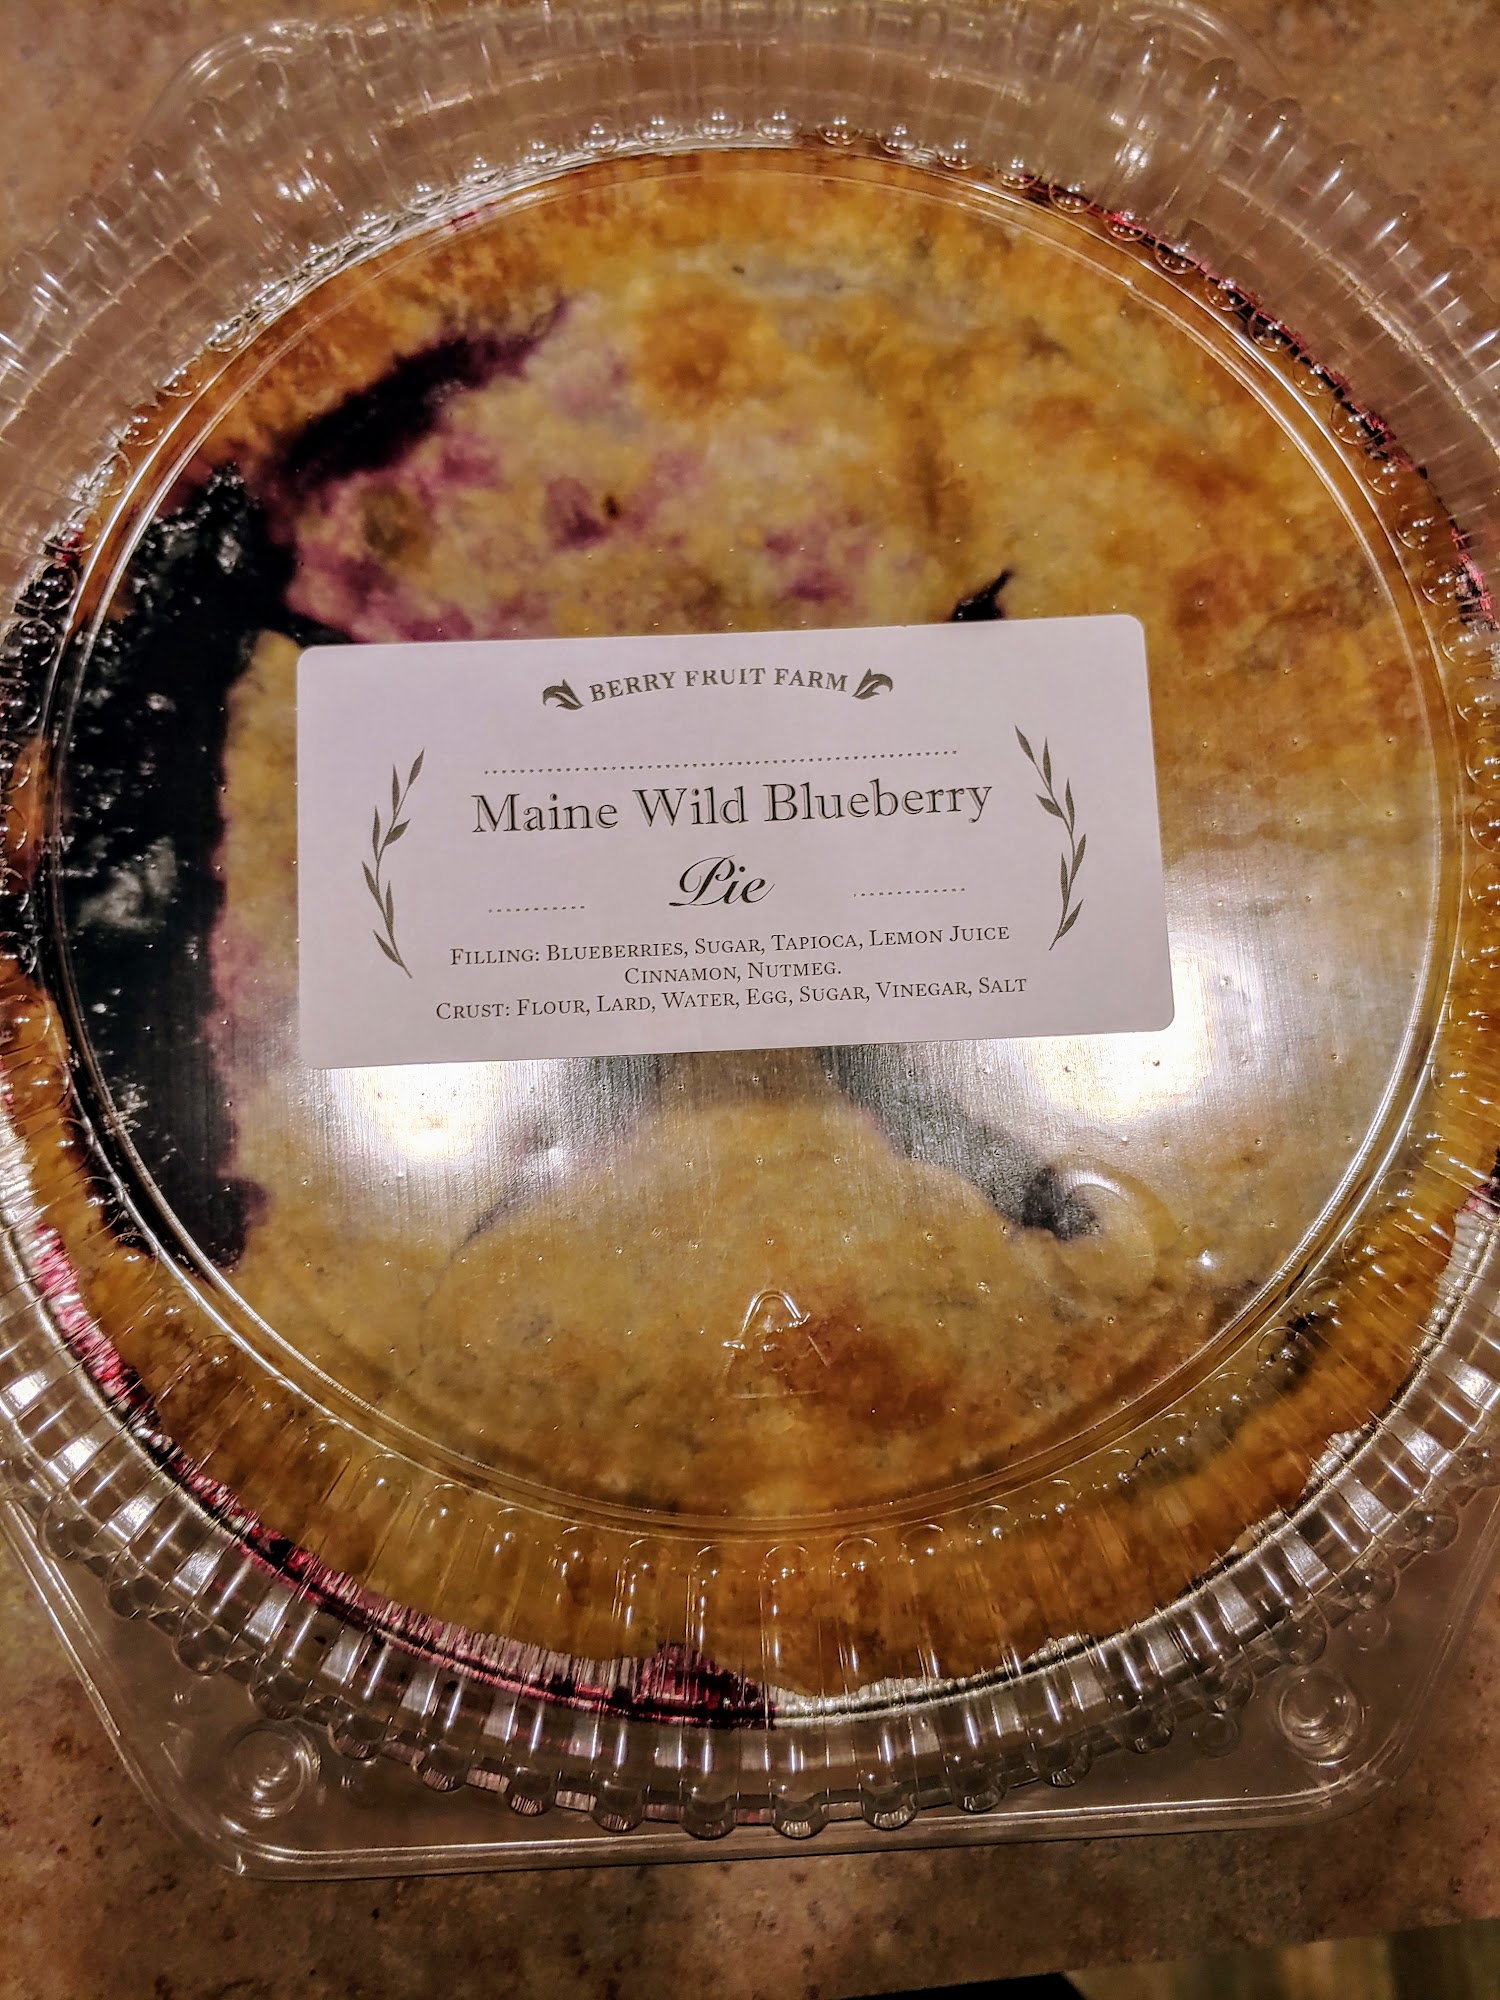 BERRY FRUIT FARM
Maine Wild Blueberry
Pie
FILLING: BLUEBERRIES, SUGAR, TAPIOCA, LEMON JUICE
CINNAMON, NUTMEG.
CRUST: FLOUR, LARD, WATER, EGG, SUGAR, VINEGAR, SALT